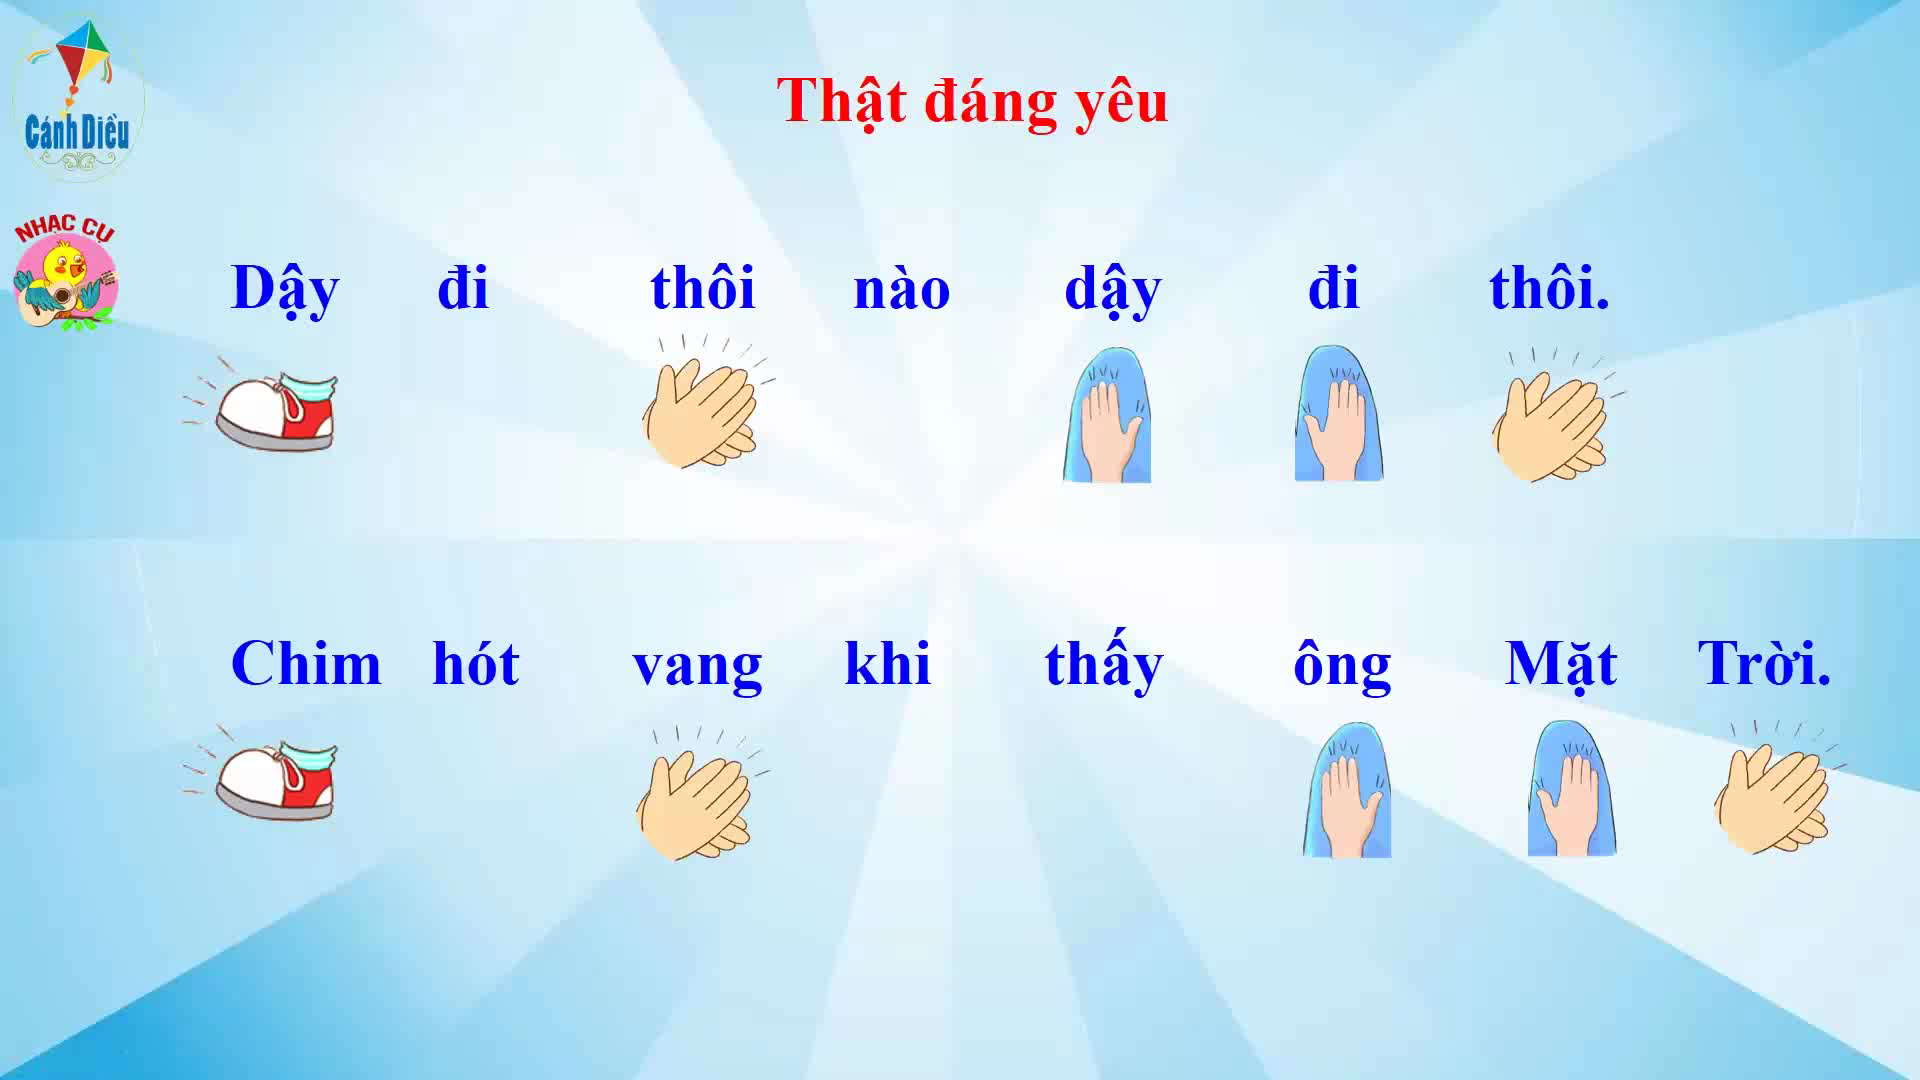 Cánh Diều
Thật đáng yêu
NHẠC CỤ
Dậy đi thôi nào dậy đi thôi.
Chim hót vang khi thấy ông Mặt Trời.